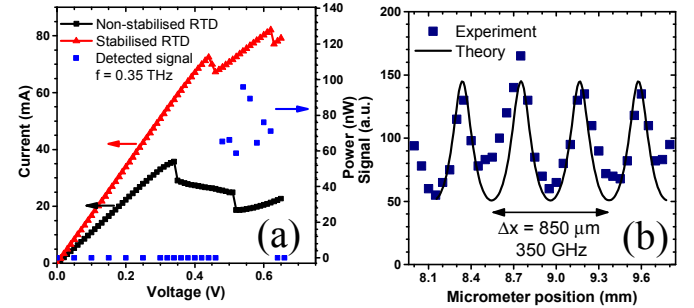 (a)
Non-stabilised RTD
Stabilised RTD
Detected signal
f = 0.35 THz
Current (mA)
80
60
40
20
0
0.0
0.2
0.4
0.6
Voltage (V)
Power (nW)
140
120
100
80
60
40
20
0
(b)
Experiment
Theory
Signal (a.u.)
200
150
100
50
0
8.1
8.4
8.7
9.0
9.3
9.6
Micrometer position (mm)
Δx = 850 μm
350 GHz